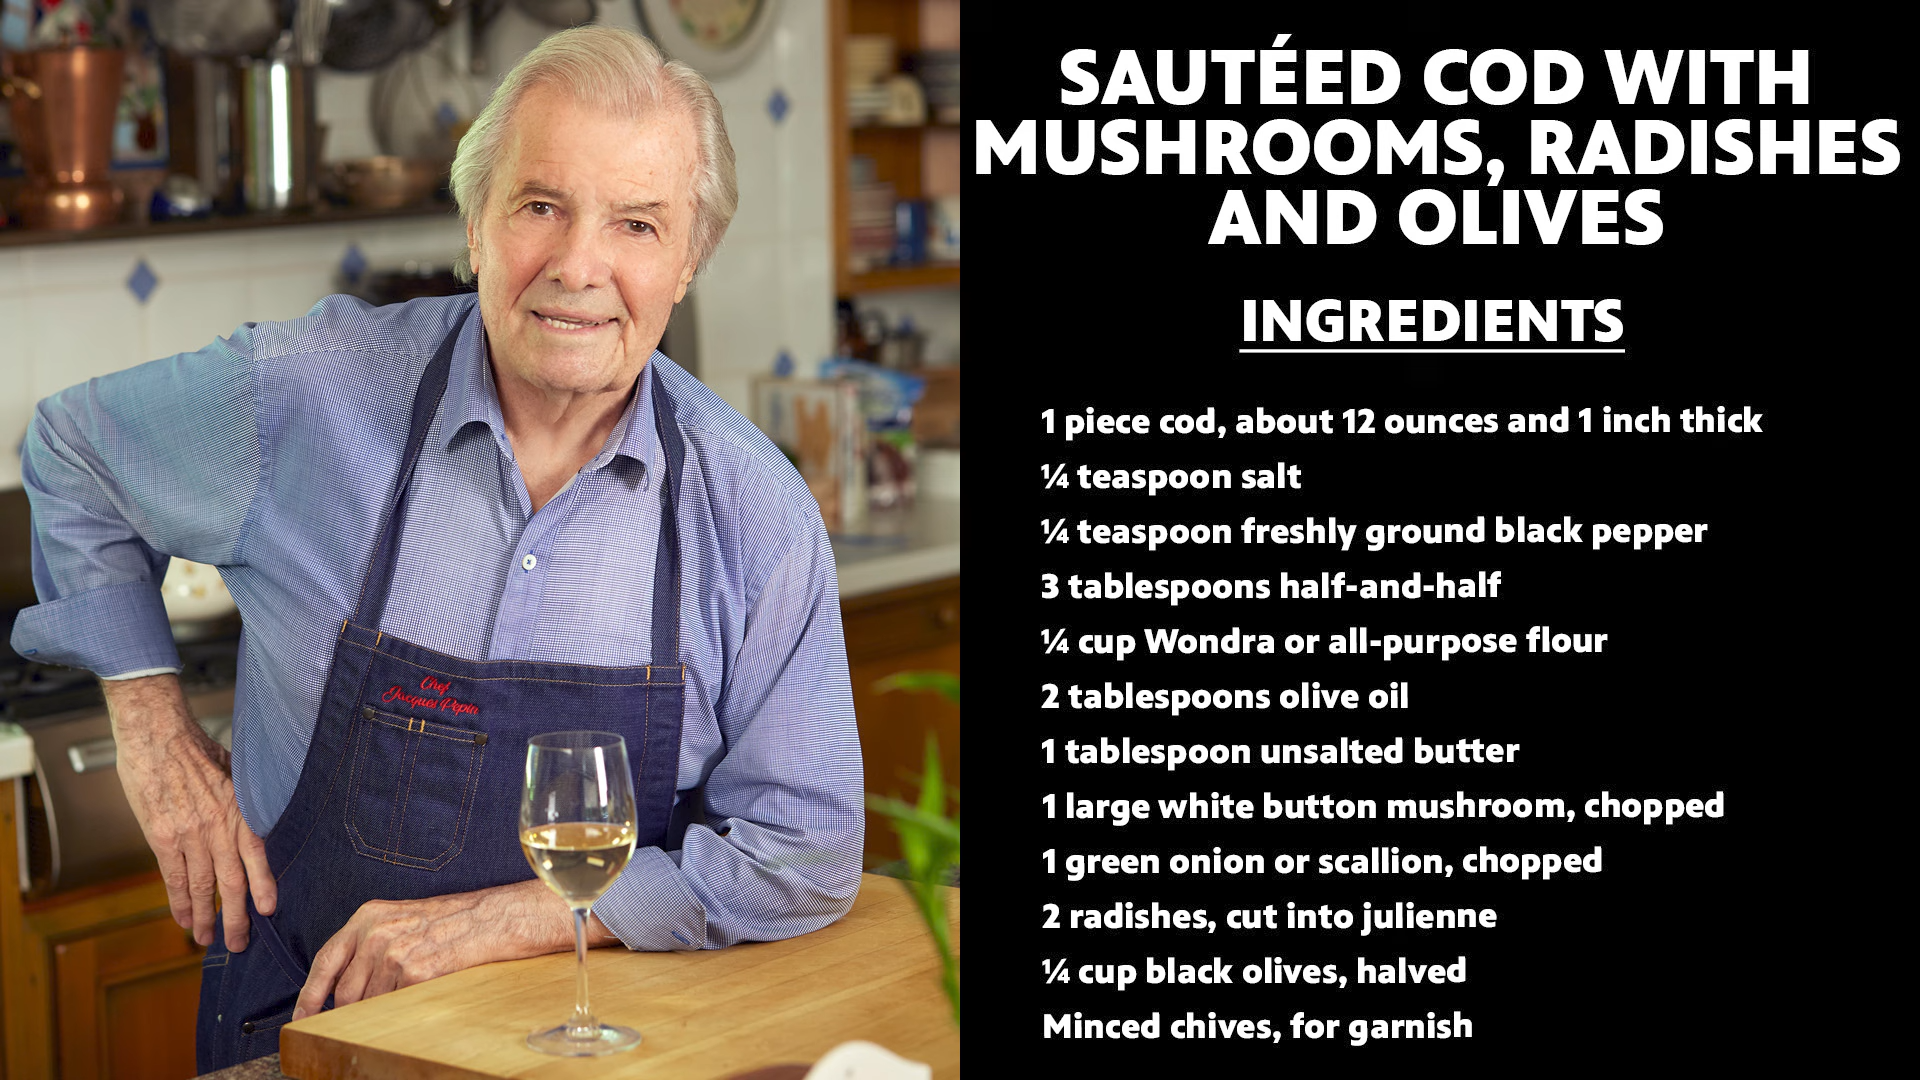 SAUTÉED COD WITH
MUSHROOMS, RADISHES
AND OLIVES
INGREDIENTS
1 piece cod, about 12 ounces and 1 inch thick
¼ teaspoon salt
¼ teaspoon freshly ground black pepper
3 tablespoons half-and-half
¼ cup Wondra or all-purpose flour
2 tablespoons olive oil
1 tablespoon unsalted butter
1 large white button mushroom, chopped
1 green onion or scallion, chopped
2 radishes, cut into julienne
¼ cup black olives, halved
Minced chives, for garnish
Chef
Jacques Pépin